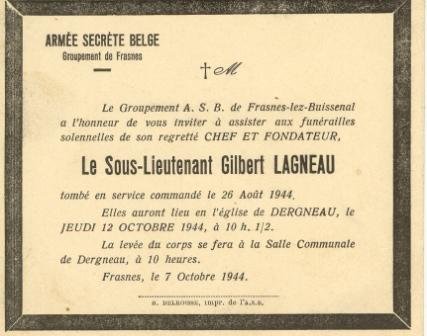 ARMÉE SECRÈTE BELGE
Groupement de Frasnes
† M
Le Groupement A. S. B. de Frasnes-lez-Buissenal
a l'honneur de vous inviter à assister aux funérailles
solennelles de son regretté CHEF ET FONDATEUR,
Le Sous-Lieutenant Gilbert LAGNEAU
tombé en service commandé le 26 Août 1944.
Elles auront lieu en l'église de DERGNEAU, le
JEUDI 12 OCTOBRE 1944, à 10 h. 1/2.
La levée du corps se fera à la Salle Communale
de Dergneau, à 10 heures.
Frasnes, le 7 Octobre 1944.
DELROISSE, impr. de l'A.S.B.